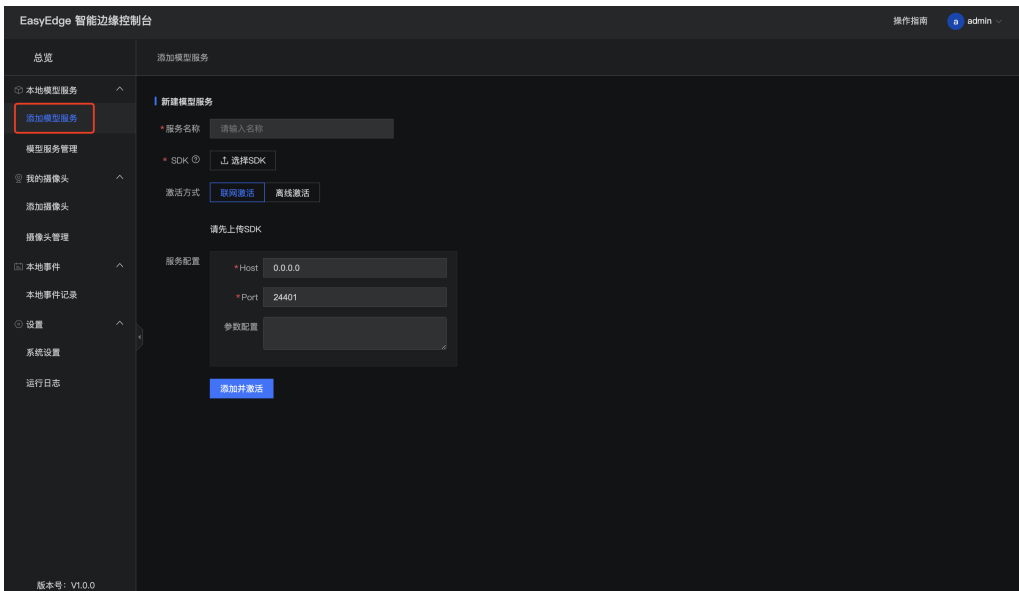 EasyEdge 智能边缘控制台
操作指南
a admin
总览
添加模型服务
本地模型服务
添加模型服务
模型服务管理
我的摄像头
添加摄像头
摄像头管理
本地事件
本地事件记录
设置
系统设置
运行日志
版本号: V1.0.0
新建模型服务
*服务名称 请输入名称
* SDK ? 选择SDK
激活方式 联网激活 离线激活
请先上传SDK
服务配置
*Host 0.0.0.0
*Port 24401
参数配置
添加并激活